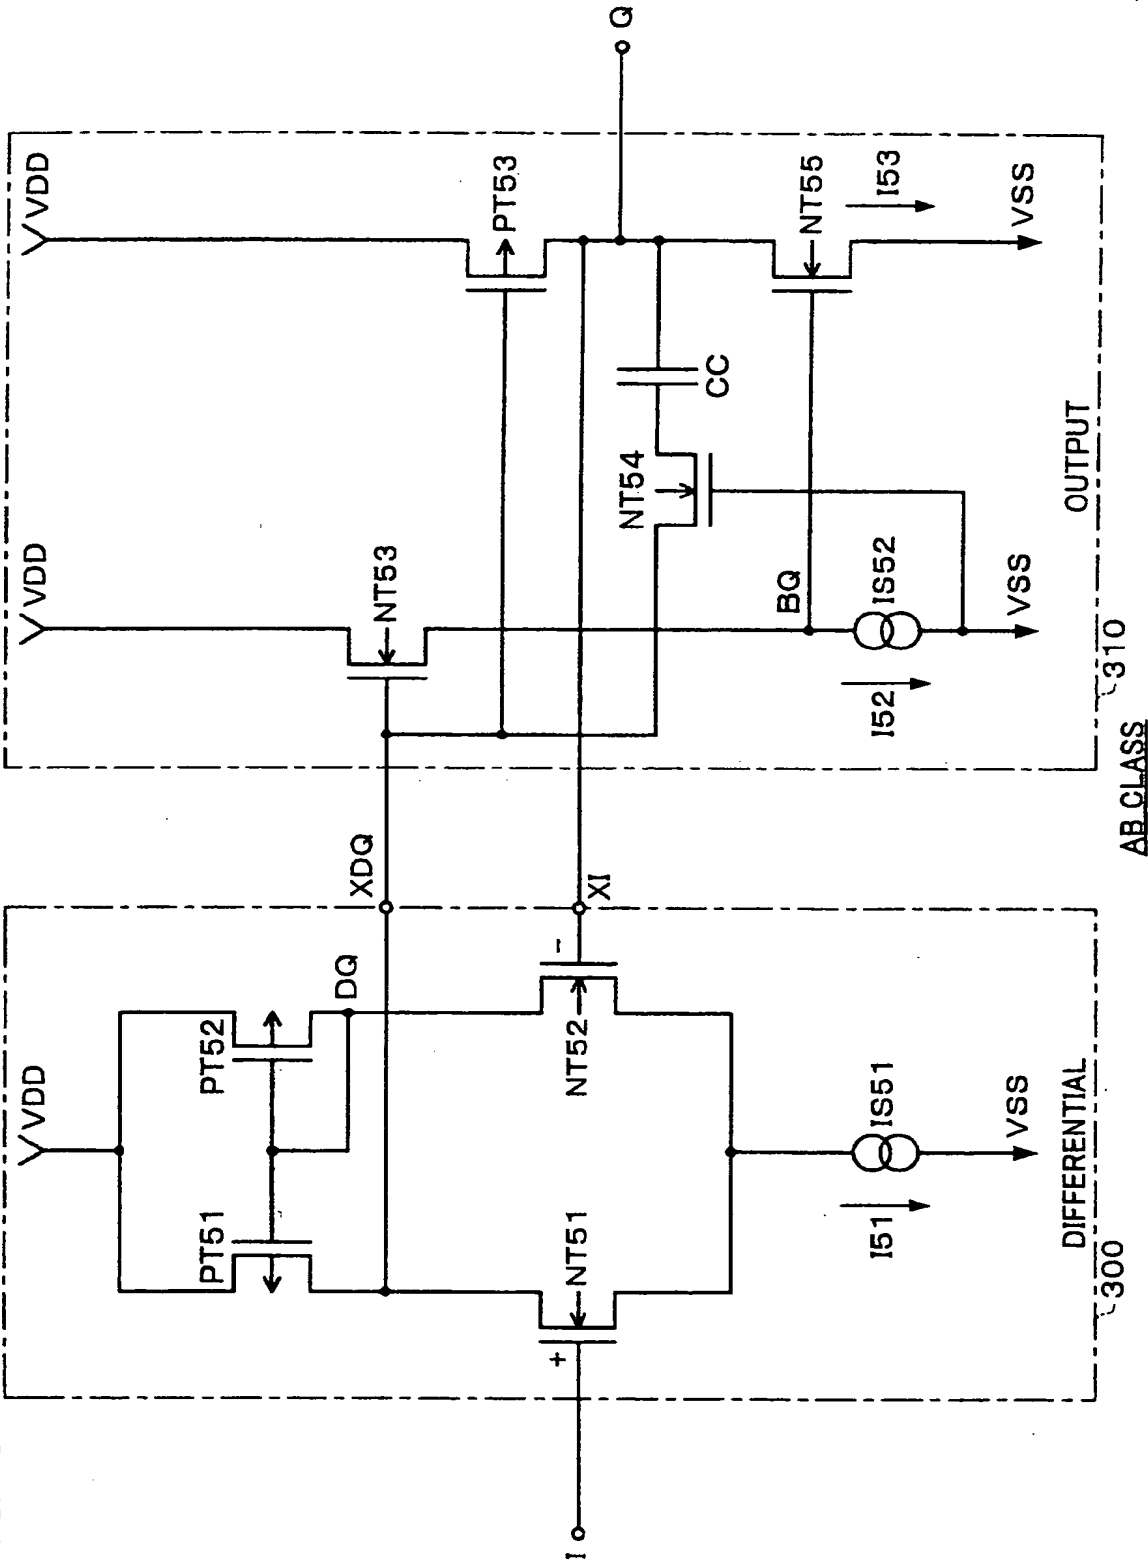 VDD
PT51
PT52
DQ
XDQ
NT51
+
I
NT52
-
XI
I51
IS51
VSS
DIFFERENTIAL
300
VDD
NT53
VDD
PT53
Q
NT54
CC
BQ
NT55
I53
VSS
I52
IS52
VSS
OUTPUT
310
AB CLASS